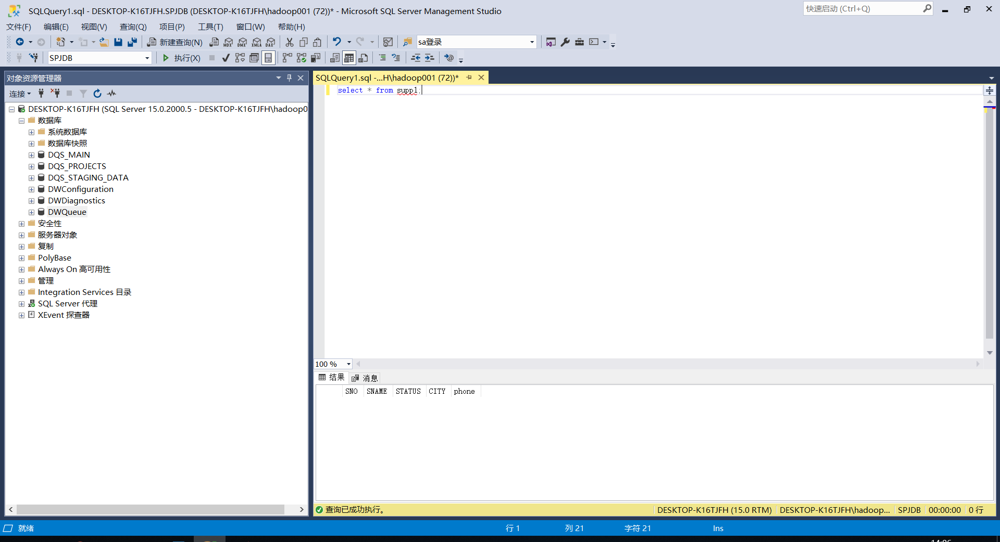 SQLQuery1.sql - DESKTOP-K16TJFH.SPJDB (DESKTOP-K16TJFH\hadoop001 (72))* - Microsoft SQL Server Management Studio
快速启动 (Ctrl+Q)
文件(F) 编辑(E) 视图(V) 查询(Q) 项目(P) 工具(T) 窗口(W) 帮助(H)
新建查询(N) MDX DMX XMLA DAX sa登录
SPJDB 执行(X)
对象资源管理器
连接
DESKTOP-K16TJFH (SQL Server 15.0.2000.5 - DESKTOP-K16TJFH\hadoop0
数据库
系统数据库
数据库快照
DQS_MAIN
DQS_PROJECTS
DQS_STAGING_DATA
DWConfiguration
DWDiagnostics
DWQueue
安全性
服务器对象
复制
PolyBase
Always On 高可用性
管理
Integration Services 目录
SQL Server 代理
XEvent 探查器
SQLQuery1.sql -...H\hadoop001 (72))*
select * from suppl;
100 %
结果 消息
SNO SNAME STATUS CITY phone
查询已成功执行。 DESKTOP-K16TJFH (15.0 RTM) DESKTOP-K16TJFH\hadoop... SPJDB 00:00:00 0 行
就绪 行 1 列 21 字符 21 Ins